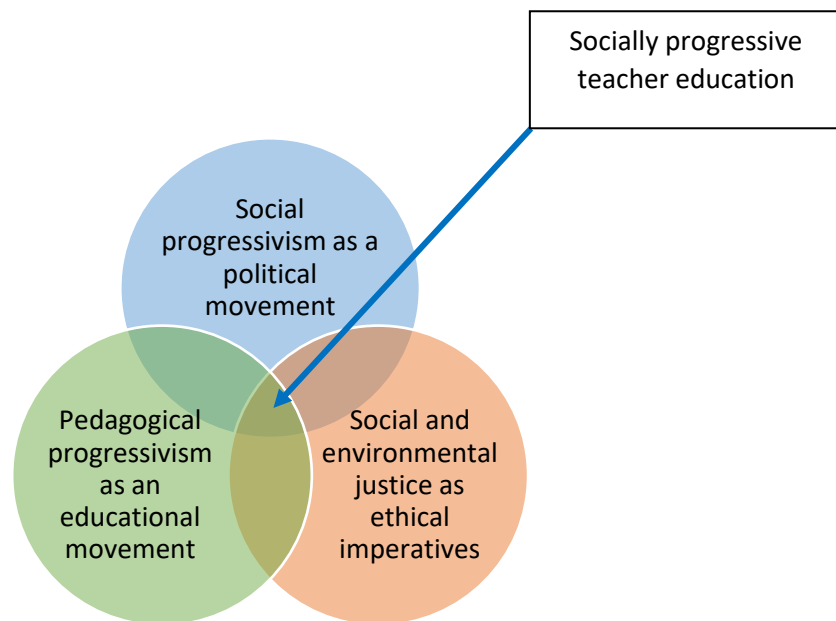 Socially progressive
teacher education
Social
progressivism as a
political
movement
Pedagogical
progressivism
as an
educational
movement
Social and
environmental
justice as
ethical
imperatives